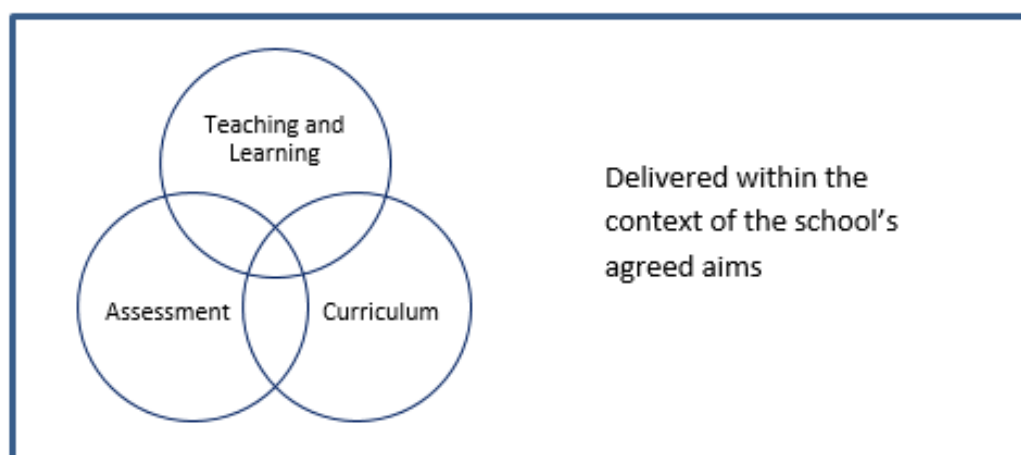 Teaching and
Learning
Assessment
Curriculum
Delivered within the
context of the school’s
agreed aims